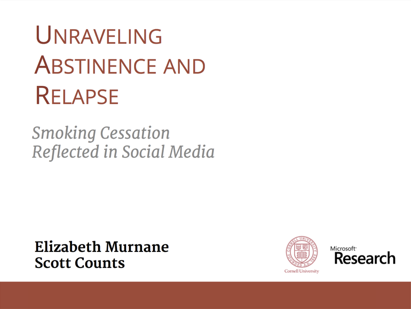 Unraveling
Abstinence and
Relapse
Smoking Cessation
Reflected in Social Media
Elizabeth Murnane
Scott Counts
Cornell University
Microsoft®
Research